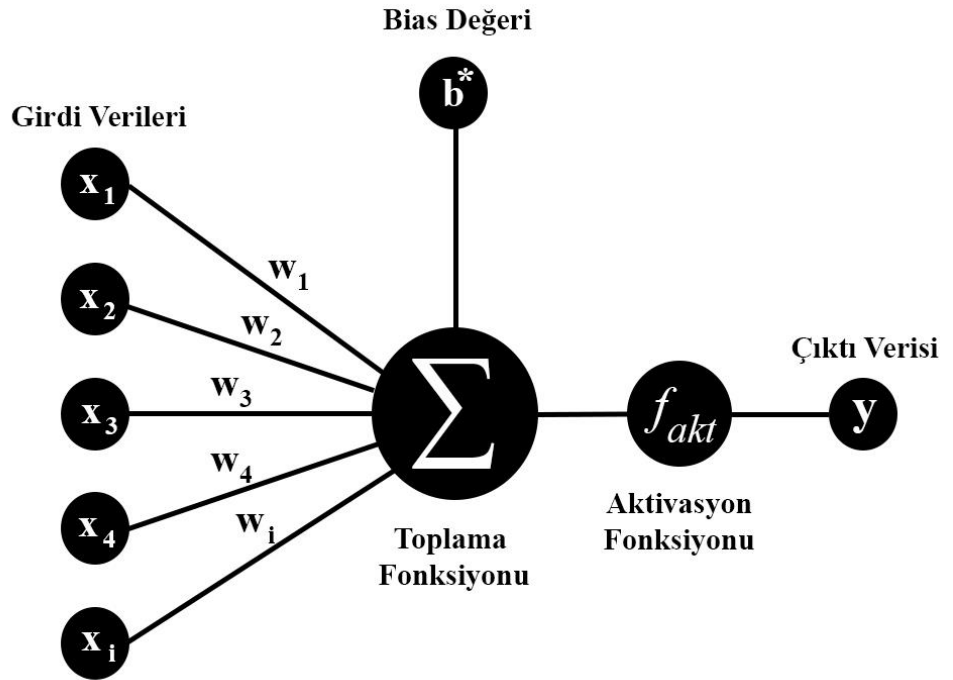 Bias Değeri
b*
Girdi Verileri
x1
w1
x2
w2
x3
w3
x4
w4
xi
wi
Σ
Toplama
Fonksiyonu
fakt
Aktivasyon
Fonksiyonu
Çıktı Verisi
y